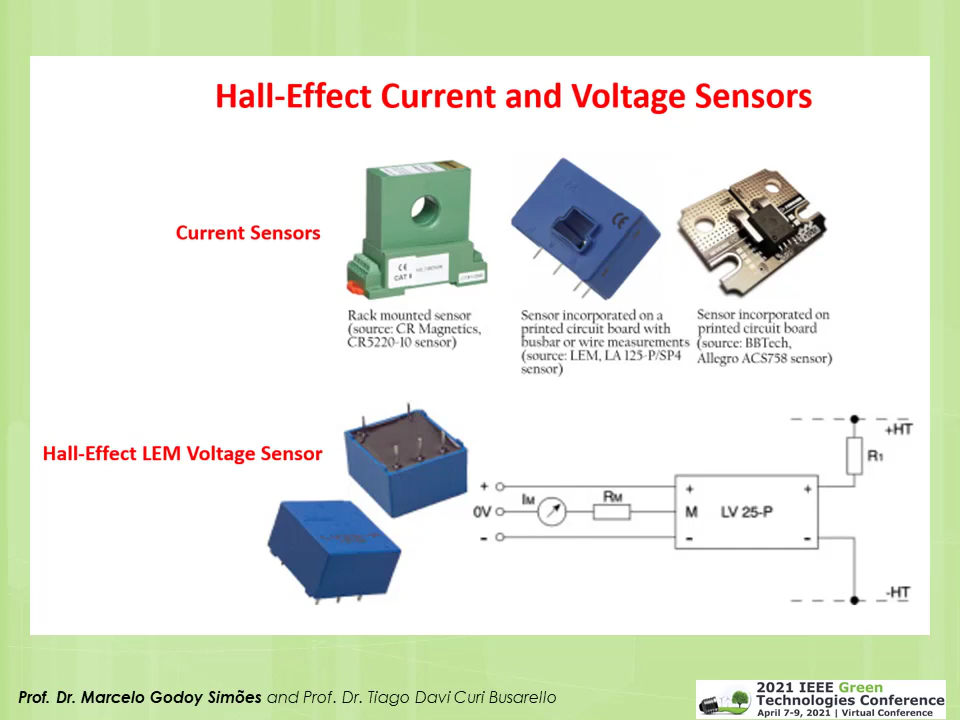 Hall-Effect Current and Voltage Sensors
Current Sensors
CE
CAT II
CE
Rack mounted sensor
(source: CR Magnetics,
CR5220-10 sensor)
Sensor incorporated on a
printed circuit board with
busbar or wire measurements
(source: LEM, LA 125-P/SP4
sensor)
Sensor incorporated on
printed circuit board
(source: BBTech,
Allegro ACS758 sensor)
Hall-Effect LEM Voltage Sensor
+HT
R1
+
IM
RM
+
+
0V
M
LV 25-P
-
-
-
-HT
Prof. Dr. Marcelo Godoy Simões and Prof. Dr. Tiago Davi Curi Busarello
2021 IEEE Green
Technologies Conference
April 7-9, 2021 | Virtual Conference